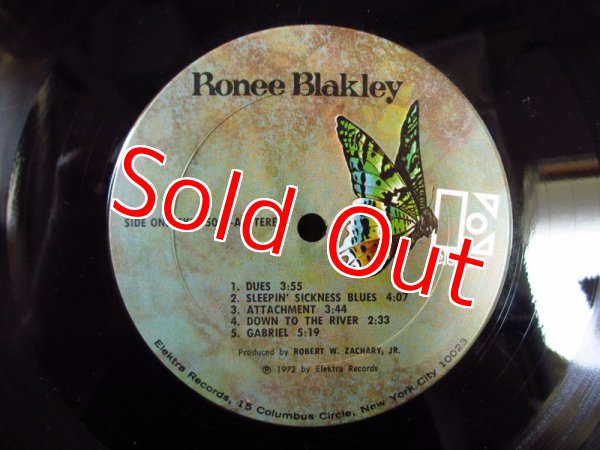 Ronee Blakley
SIDE ONE
STEREO
Sold Out
1. DUES 3:55
2. SLEEPIN' SICKNESS BLUES 4:07
3. ATTACHMENT 3:44
4. DOWN TO THE RIVER 2:33
5. GABRIEL 5:19
Produced by ROBERT W. ZACHARY, JR.
℗ 1972 by Elektra Records
Elektra Records, 15 Columbus Circle, New York City 10023